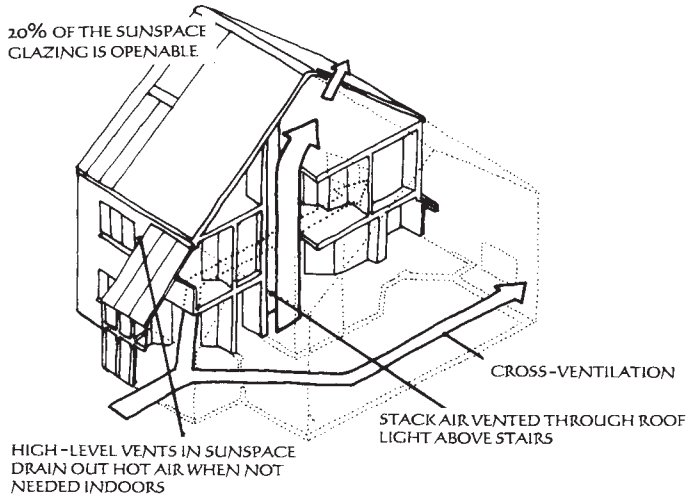 20% OF THE SUNSPACE
GLAZING IS OPENABLE
CROSS-VENTILATION
STACK AIR VENTED THROUGH ROOF
LIGHT ABOVE STAIRS
HIGH-LEVEL VENTS IN SUNSPACE
DRAIN OUT HOT AIR WHEN NOT
NEEDED INDOORS